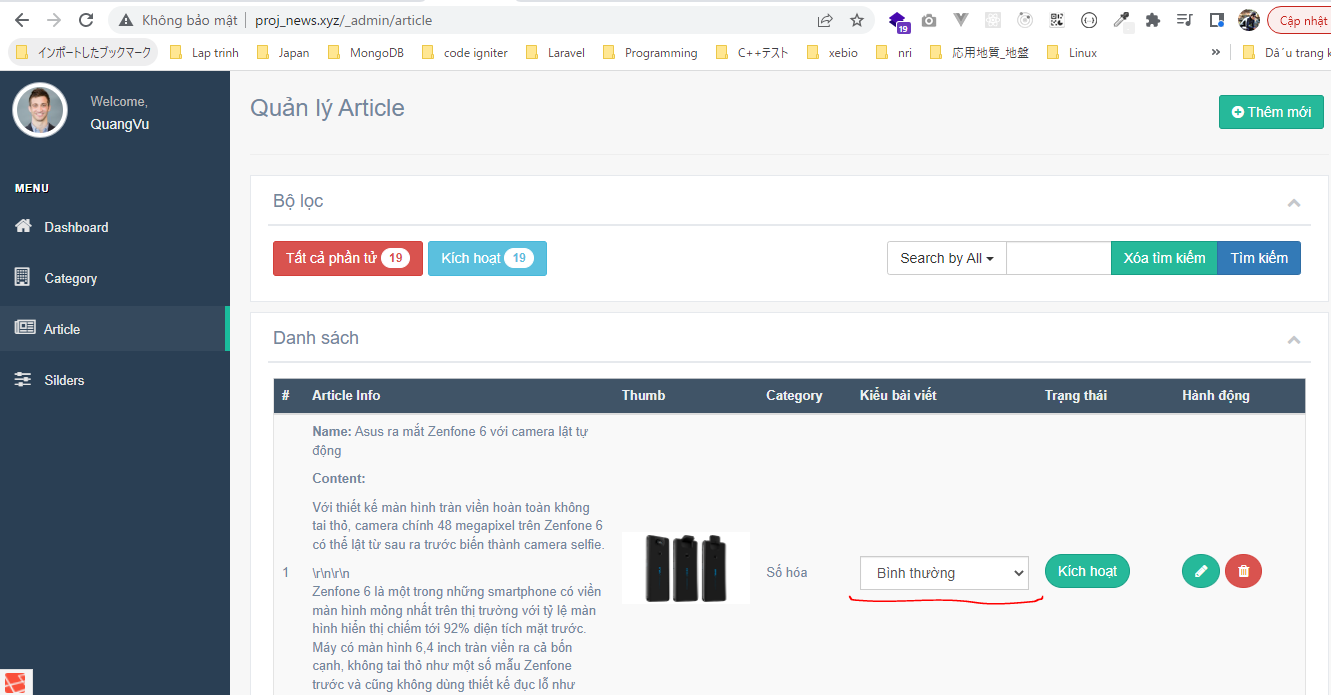 Không bảo mật | proj_news.xyz/_admin/article
19
Cập nhật
インポートしたブックマーク Lap trinh Japan MongoDB code igniter Laravel Programming C++テスト xebio nri 応用地質_地盤 Linux » Dấu trang k
Welcome,
QuangVu
MENU
Dashboard
Category
Article
Silders
Quản lý Article
Thêm mới
Bộ lọc
Tất cả phần tử 19 Kích hoạt 19 Search by All Xóa tìm kiếm Tìm kiếm
Danh sách
# Article Info Thumb Category Kiểu bài viết Trạng thái Hành động
Name: Asus ra mắt Zenfone 6 với camera lật tự
động
Content:
Với thiết kế màn hình tràn viền hoàn toàn không
tai thỏ, camera chính 48 megapixel trên Zenfone 6
có thể lật từ sau ra trước biến thành camera selfie.
1 \r\n\r\n Số hóa Bình thường Kích hoạt
Zenfone 6 là một trong những smartphone có viền
màn hình mỏng nhất trên thị trường với tỷ lệ màn
hình hiển thị chiếm tới 92% diện tích mặt trước.
Máy có màn hình 6,4 inch tràn viền ra cả bốn
cạnh, không tai thỏ như một số mẫu Zenfone
trước và cũng không dùng thiết kế đục lỗ như